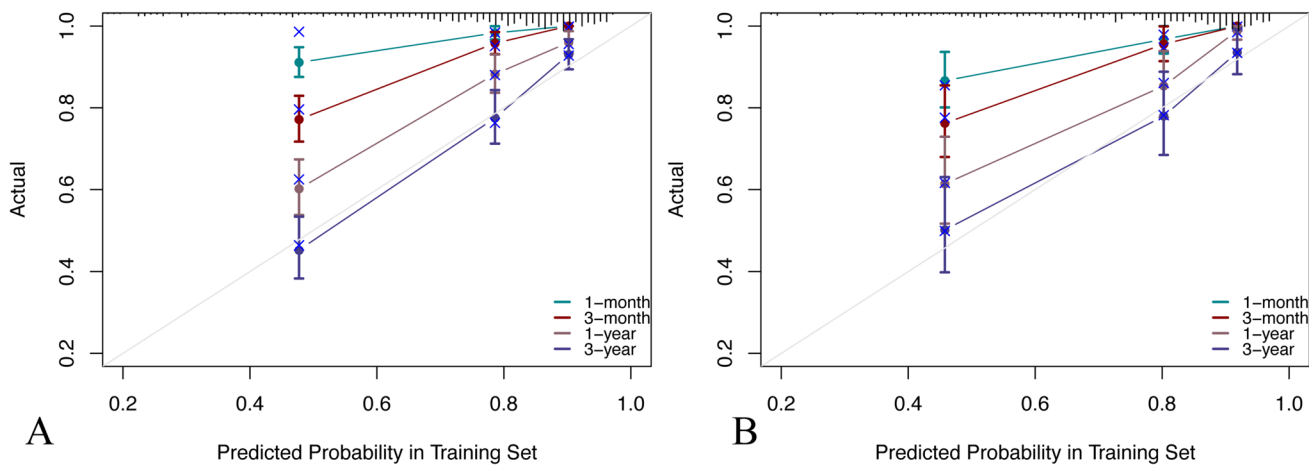 1.0
0.8
0.6
0.4
0.2
Actual
1−month
3−month
1−year
3−year
0.2 0.4 0.6 0.8 1.0
A
Predicted Probability in Training Set
1.0
0.8
0.6
0.4
0.2
Actual
1−month
3−month
1−year
3−year
0.2 0.4 0.6 0.8 1.0
B
Predicted Probability in Training Set